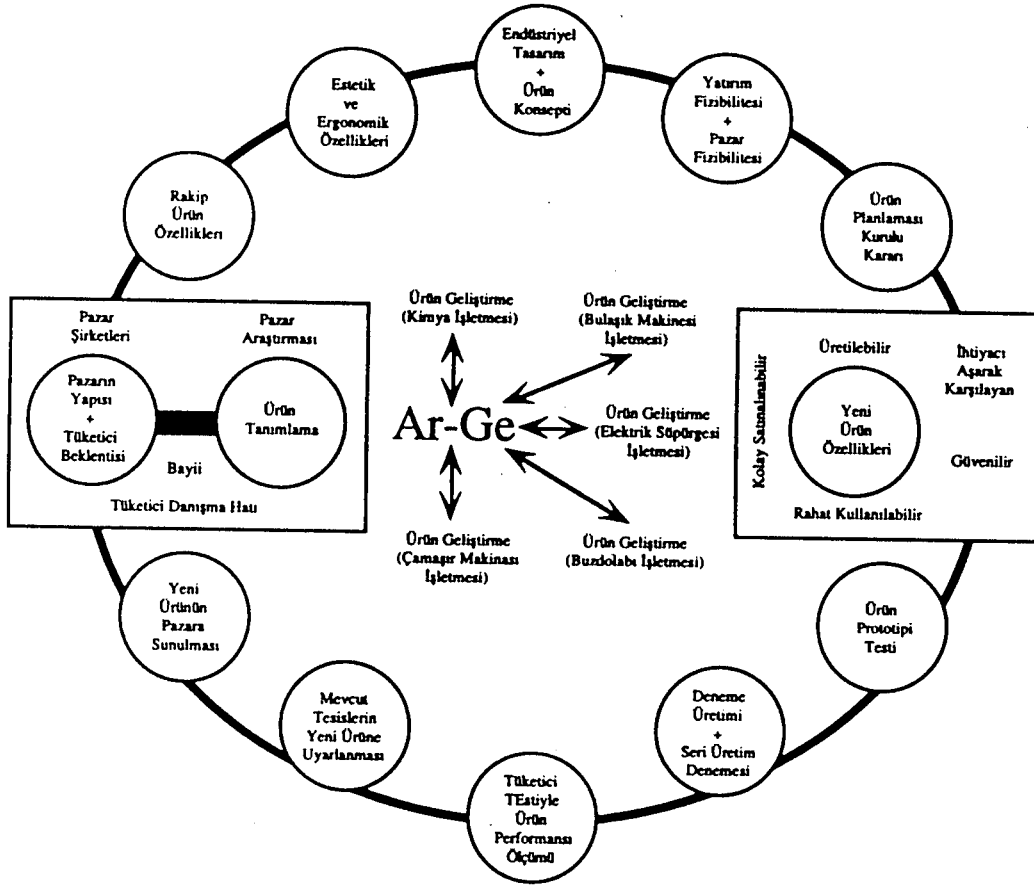 Endüstriyel
Tasarım
+
Ürün
Konsepti
Estetik
ve
Ergonomik
Özellikleri
Yatırım
Fizibilitesi
+
Pazar
Fizibilitesi
Rakip
Ürün
Özellikleri
Ürün
Planlaması
Kurulu
Kararı
Pazar
Şirketleri
Pazar
Araştırması
Pazarın
Yapısı
+
Tüketici
Beklentisi
Ürün
Tanımlama
Bayii
Tüketici Danışma Hattı
Ürün Geliştirme
(Kimya İşletmesi)
Ürün Geliştirme
(Bulaşık Makinesi
İşletmesi)
Ar-Ge
Ürün Geliştirme
(Elektrik Süpürgesi
İşletmesi)
Ürün Geliştirme
(Çamaşır Makinası
İşletmesi)
Ürün Geliştirme
(Buzdolabı İşletmesi)
Kolay Satınalınabilir
Üretilebilir
İhtiyacı
Aşarak
Karşılayan
Yeni
Ürün
Özellikleri
Güvenilir
Rahat Kullanılabilir
Yeni
Ürünün
Pazara
Sunulması
Ürün
Prototipi
Testi
Mevcut
Tesislerin
Yeni Ürüne
Uyarlanması
Deneme
Üretimi
+
Seri Üretim
Denemesi
Tüketici
TEstiyle
Ürün
Performansı
Ölçümü